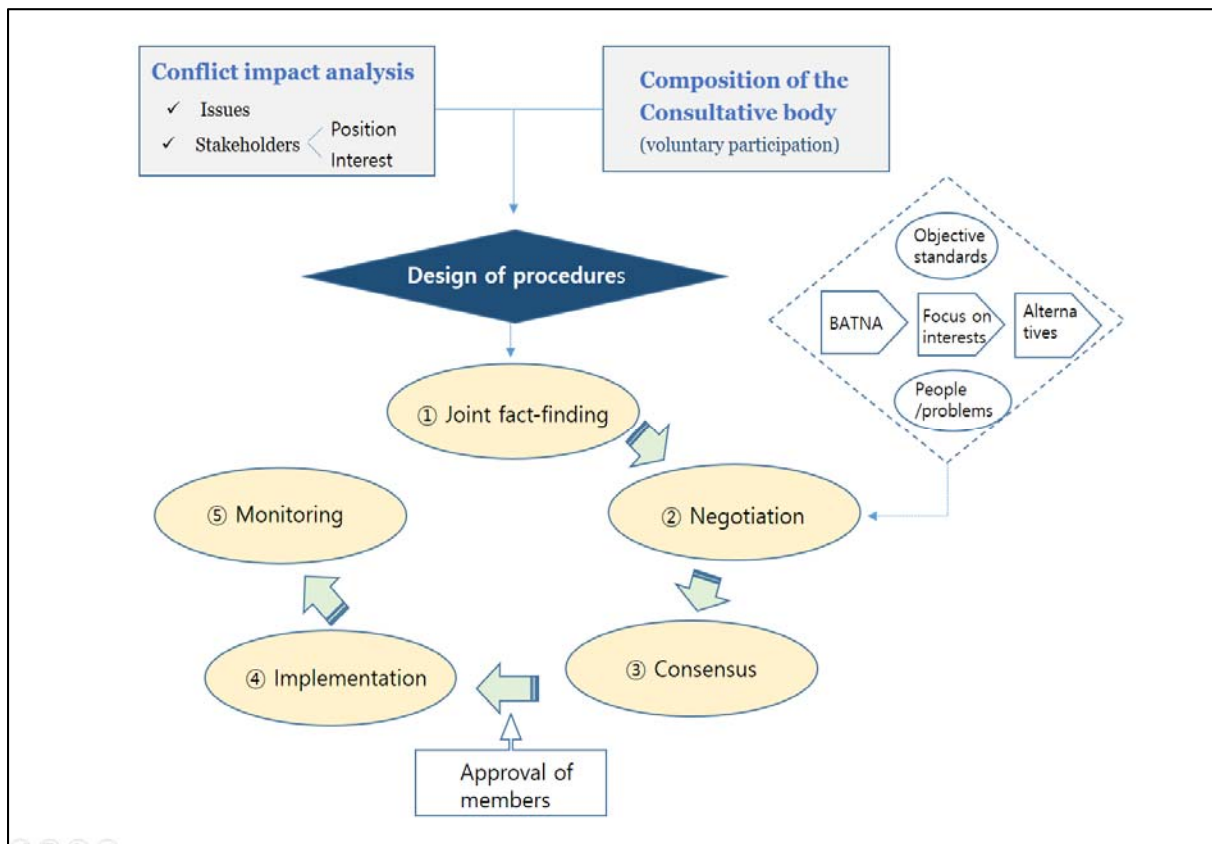 Conflict impact analysis
✓ Issues
✓ Stakeholders
Position
Interest
Composition of the
Consultative body
(voluntary participation)
Design of procedures
Objective
standards
BATNA
Focus on
interests
Alterna
tives
People
/problems
① Joint fact-finding
② Negotiation
③ Consensus
④ Implementation
⑤ Monitoring
Approval of
members